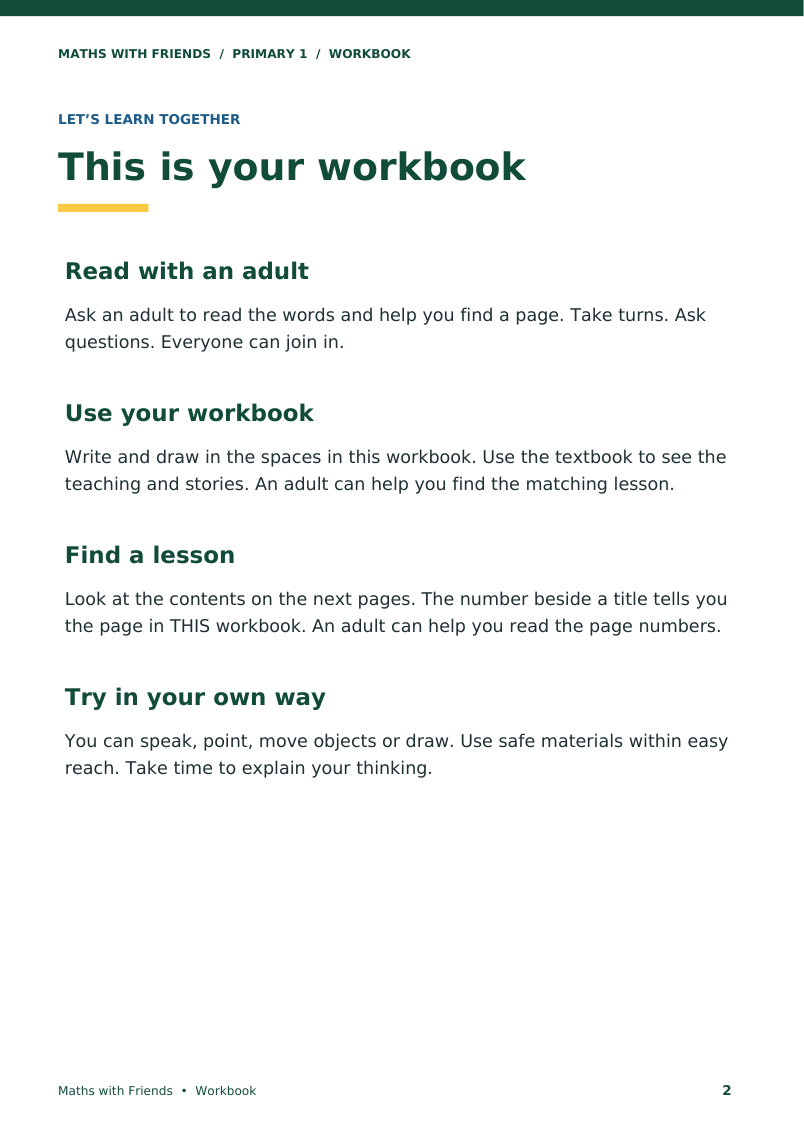 MATHS WITH FRIENDS / PRIMARY 1 / WORKBOOK
LET’S LEARN TOGETHER
This is your workbook
Read with an adult
Ask an adult to read the words and help you find a page. Take turns. Ask
questions. Everyone can join in.
Use your workbook
Write and draw in the spaces in this workbook. Use the textbook to see the
teaching and stories. An adult can help you find the matching lesson.
Find a lesson
Look at the contents on the next pages. The number beside a title tells you
the page in THIS workbook. An adult can help you read the page numbers.
Try in your own way
You can speak, point, move objects or draw. Use safe materials within easy
reach. Take time to explain your thinking.
Maths with Friends • Workbook 2